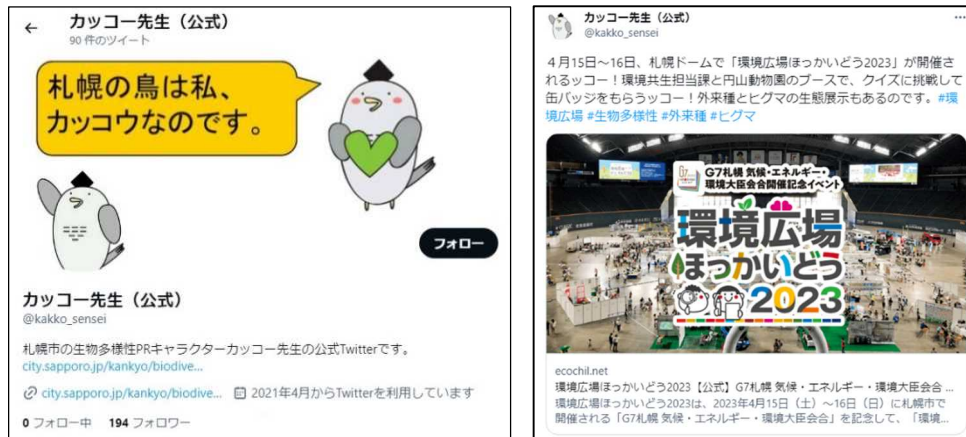 カッコー先生（公式）
90 件のツイート
札幌の鳥は私、
カッコウなのです。
フォロー
カッコー先生（公式）
@kakko_sensei
札幌市の生物多様性PRキャラクターカッコー先生の公式Twitterです。
city.sapporo.jp/kankyo/biodive...
city.sapporo.jp/kankyo/biodive... 2021年4月からTwitterを利用しています
0 フォロー中 194 フォロワー
カッコー先生（公式）
@kakko_sensei
４月15日～16日、札幌ドームで「環境広場ほっかいどう2023」が開催さ
れるッコー！環境共生担当課と円山動物園のブースで、クイズに挑戦して
缶バッジをもらうッコー！外来種とヒグマの生態展示もあるのです。#環
境広場 #生物多様性 #外来種 #ヒグマ
G7札幌 気候・エネルギー・
環境大臣会合開催記念イベント
環境広場
ほっかいどう
2023
ecochil.net
環境広場ほっかいどう2023【公式】G7札幌 気候・エネルギー・環境大臣会合 ...
環境広場ほっかいどう2023は、2023年4月15日（土）～16日（日）に札幌市で
開催される「G7札幌 気候・エネルギー・環境大臣会合」を記念して、「環境...